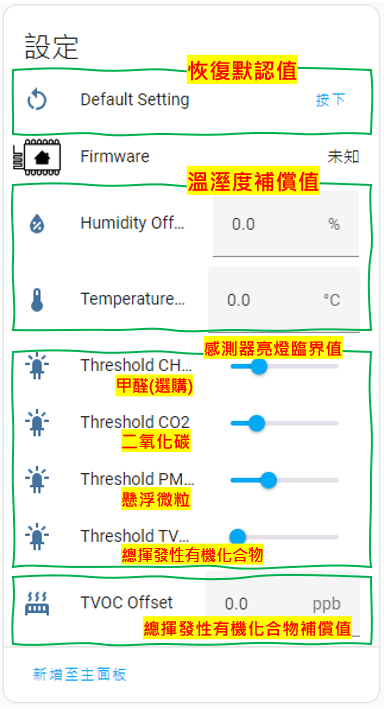 設定
恢復默認值
Default Setting
按下
Firmware
未知
溫溼度補償值
Humidity Off...
0.0
%
Temperature...
0.0
°C
感測器亮燈臨界值
Threshold CH...
甲醛(選購)
Threshold CO2
二氧化碳
Threshold PM...
懸浮微粒
Threshold TV...
總揮發性有機化合物
TVOC Offset
0.0
ppb
總揮發性有機化合物補償值
新增至主面板